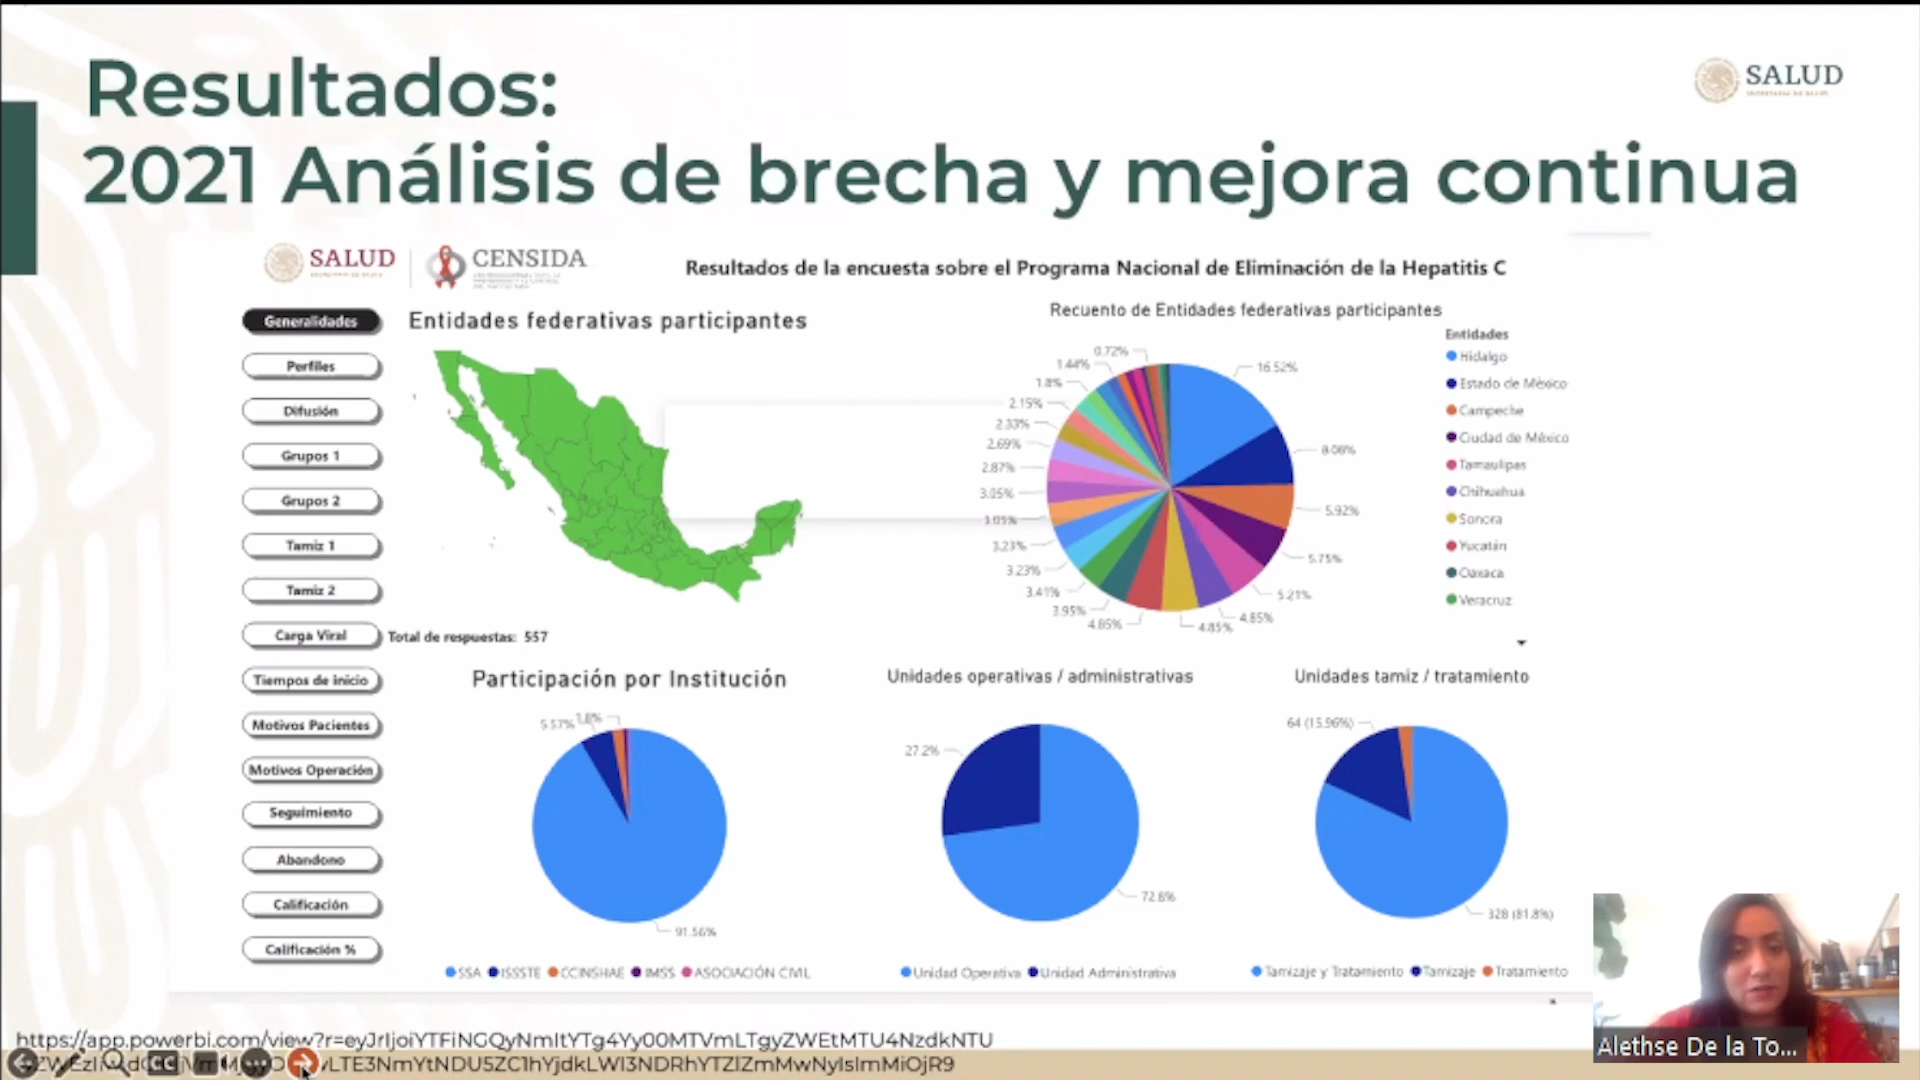 Resultados:
2021 Análisis de brecha y mejora continua
SALUD
SALUD
CENSIDA
Resultados de la encuesta sobre el Programa Nacional de Eliminación de la Hepatitis C
Generalidades
Perfiles
Difusión
Grupos 1
Grupos 2
Tamiz 1
Tamiz 2
Carga Viral
Tiempos de inicio
Motivos Pacientes
Motivos Operación
Seguimiento
Abandono
Calificación
Calificación %
Entidades federativas participantes
Total de respuestas: 557
Recuento de Entidades federativas participantes
0.72%
1.44%
1.8%
2.15%
2.33%
2.69%
2.87%
3.05%
3.05%
3.23%
3.23%
3.41%
3.95%
4.85%
4.85%
4.85%
5.21%
5.75%
5.92%
8.08%
16.52%
Entidades
Hidalgo
Estado de México
Campeche
Ciudad de México
Tamaulipas
Chihuahua
Sonora
Yucatán
Oaxaca
Veracruz
Participación por Institución
5.57%
1.8%
91.56%
SSA ISSSTE CCINSHAE IMSS ASOCIACIÓN CIVIL
Unidades operativas / administrativas
27.2%
72.8%
Unidad Operativa Unidad Administrativa
Unidades tamiz / tratamiento
64 (15.96%)
328 (81.8%)
Tamizaje y Tratamiento Tamizaje Tratamiento
Alethse De la To...